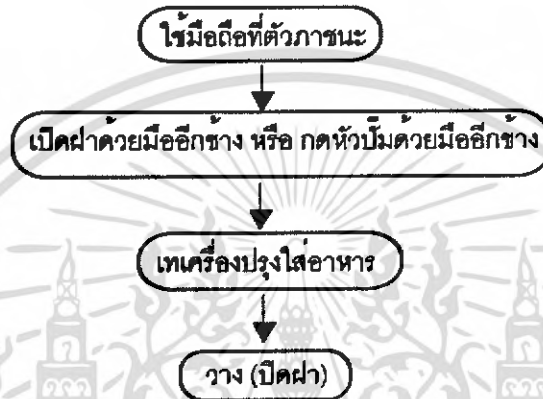 ใช้มือถือที่ตัวภาชนะ
เปิดฝาด้วยมืออีกข้าง หรือ กดหัวปั๊มด้วยมืออีกข้าง
เทเครื่องปรุงใส่อาหาร
วาง (ปิดฝา)